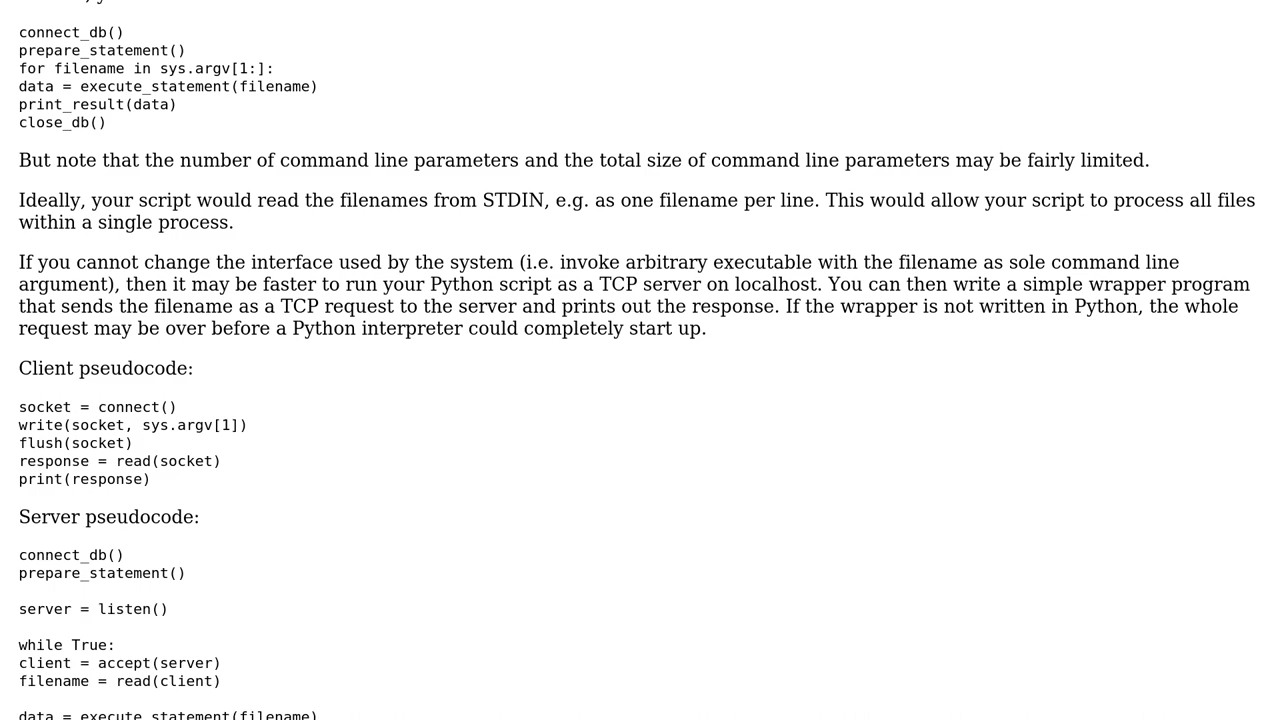 connect_db()
prepare_statement()
for filename in sys.argv[1:]:
data = execute_statement(filename)
print_result(data)
close_db()
But note that the number of command line parameters and the total size of command line parameters may be fairly limited.
Ideally, your script would read the filenames from STDIN, e.g. as one filename per line. This would allow your script to process all files
within a single process.
If you cannot change the interface used by the system (i.e. invoke arbitrary executable with the filename as sole command line
argument), then it may be faster to run your Python script as a TCP server on localhost. You can then write a simple wrapper program
that sends the filename as a TCP request to the server and prints out the response. If the wrapper is not written in Python, the whole
request may be over before a Python interpreter could completely start up.
Client pseudocode:
socket = connect()
write(socket, sys.argv[1])
flush(socket)
response = read(socket)
print(response)
Server pseudocode:
connect_db()
prepare_statement()
server = listen()
while True:
client = accept(server)
filename = read(client)
data = execute_statement(filename)